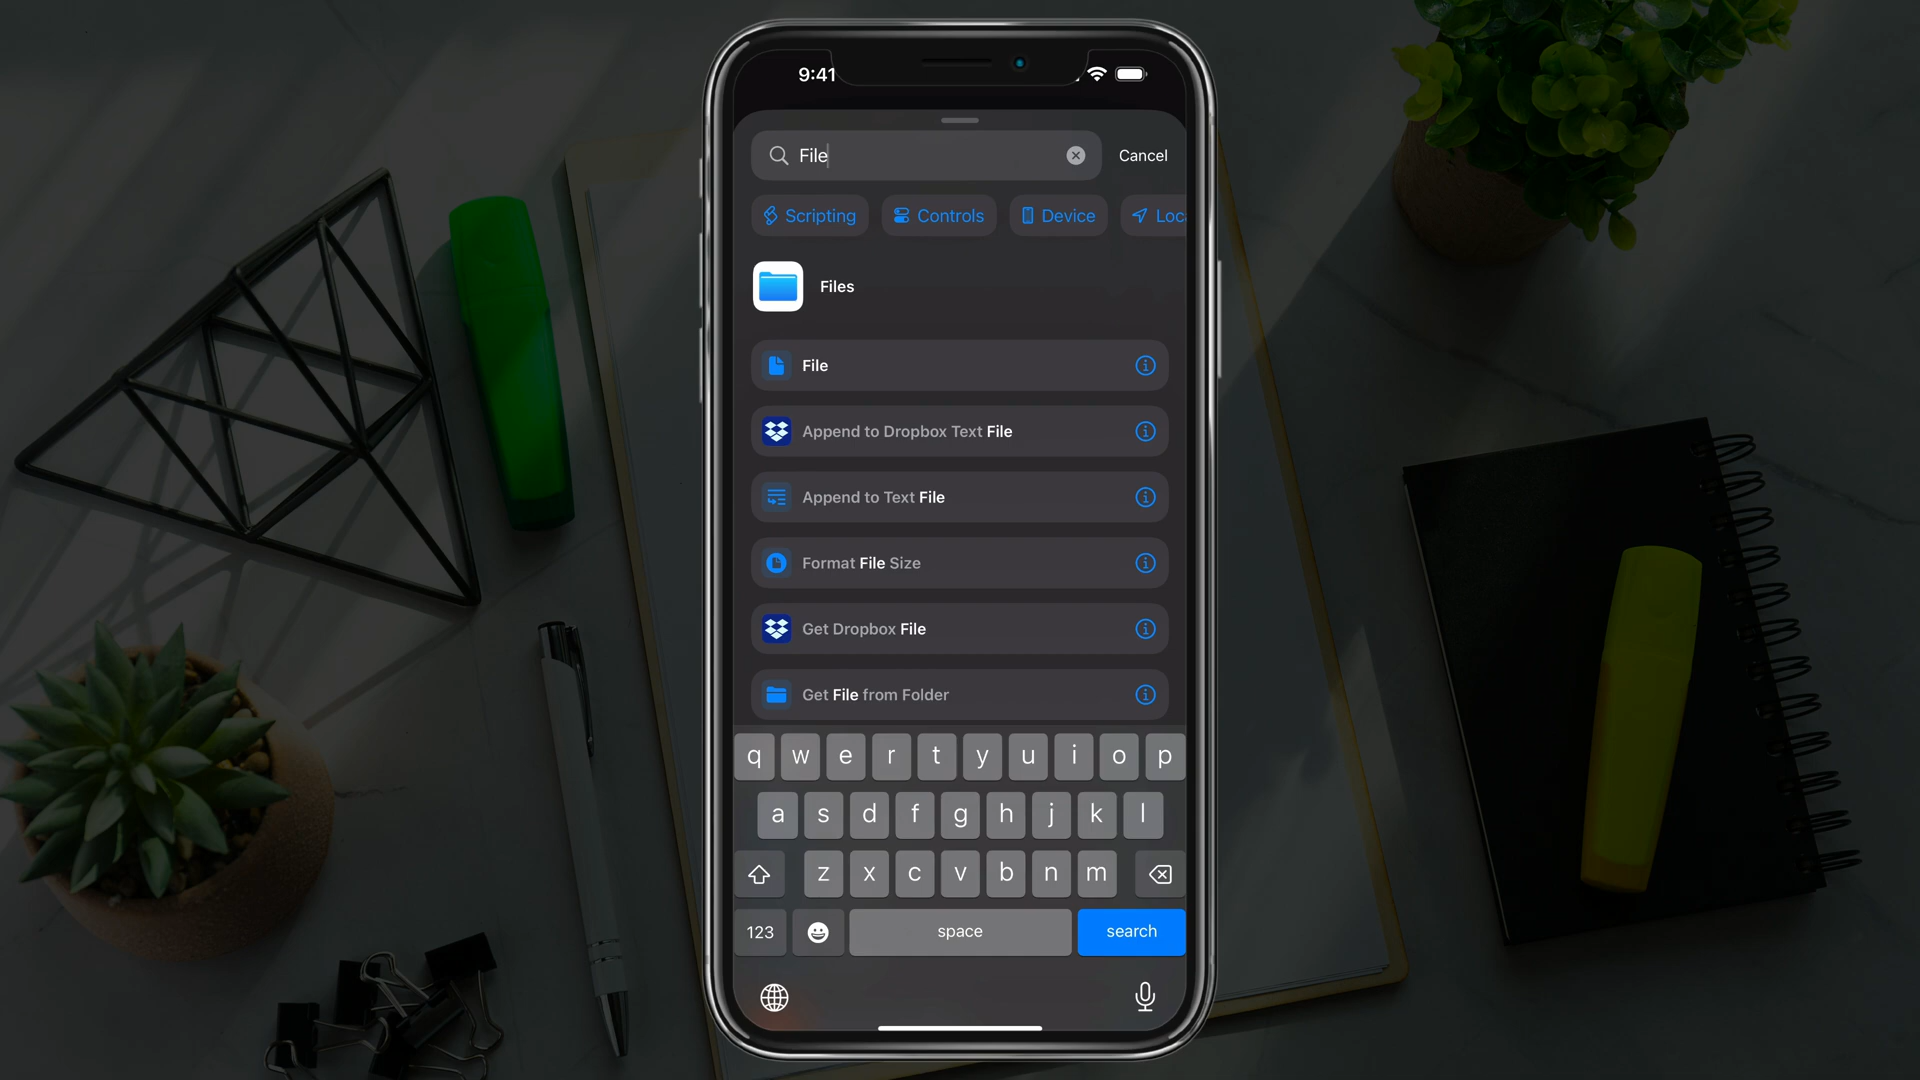 9:41
File
Cancel
Scripting
Controls
Device
Loc
Files
File
Append to Dropbox Text File
Append to Text File
Format File Size
Get Dropbox File
Get File from Folder
q w e r t y u i o p
a s d f g h j k l
z x c v b n m
123
space
search